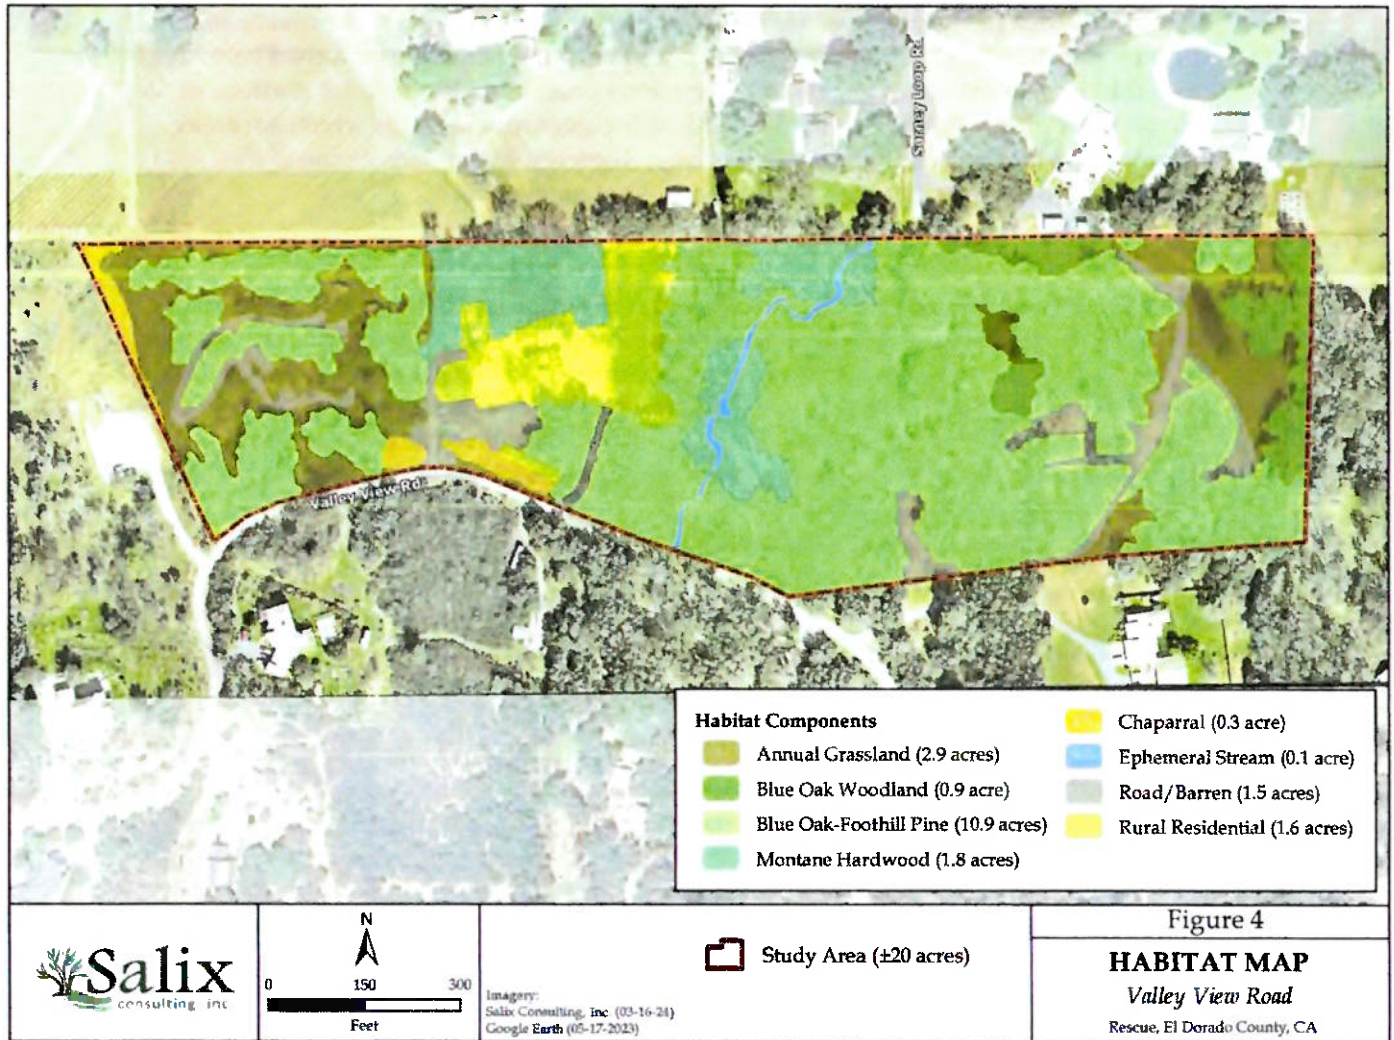 Surrey Loop Rd
Valley View Rd
Habitat Components
Annual Grassland (2.9 acres)
Blue Oak Woodland (0.9 acre)
Blue Oak-Foothill Pine (10.9 acres)
Montane Hardwood (1.8 acres)
Chaparral (0.3 acre)
Ephemeral Stream (0.1 acre)
Road/Barren (1.5 acres)
Rural Residential (1.6 acres)
Salix
consulting, inc
N
0 150 300
Feet
Imagery:
Salix Consulting, Inc. (03-16-24)
Google Earth (05-17-2023)
Study Area (±20 acres)
Figure 4
HABITAT MAP
Valley View Road
Rescue, El Dorado County, CA